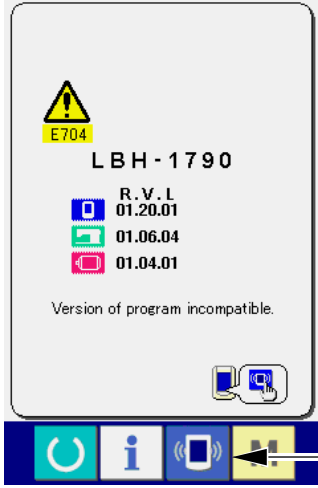 E704
LBH-1790
R.V.L
01.20.01
01.06.04
01.04.01
Version of program incompatible.
i
M